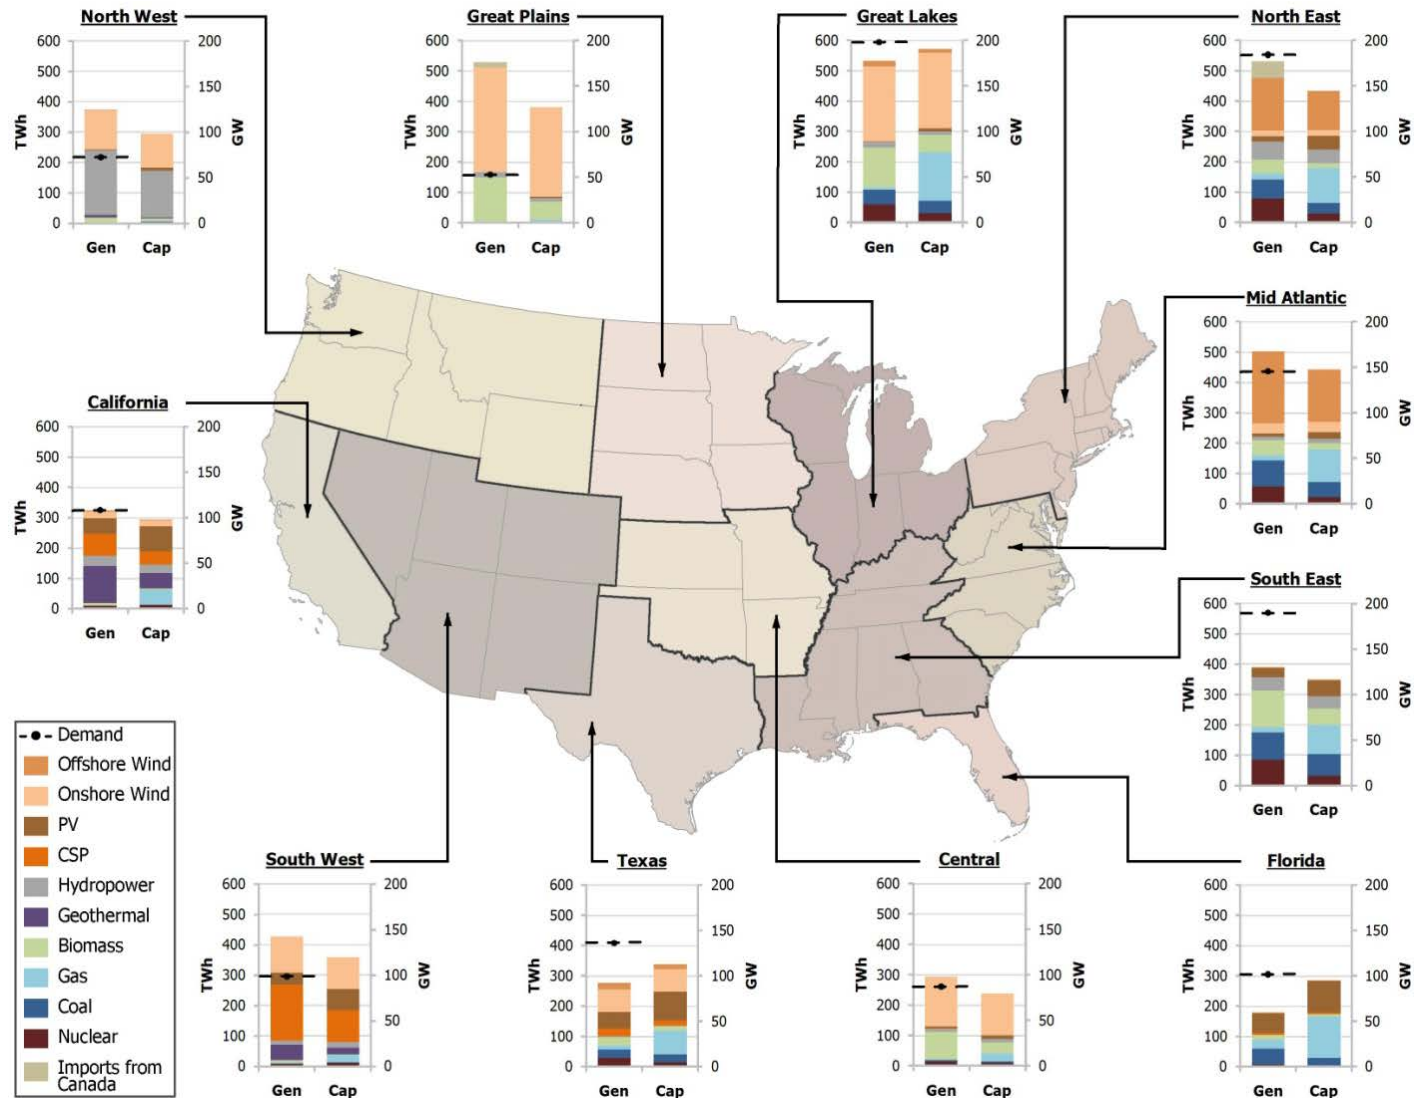 North West
600
500
400
300
200
100
0
TWh
200
150
100
50
0
GW
Gen Cap
Great Plains
600
500
400
300
200
100
0
TWh
200
150
100
50
0
GW
Gen Cap
Great Lakes
600
500
400
300
200
100
0
TWh
200
150
100
50
0
GW
Gen Cap
North East
600
500
400
300
200
100
0
TWh
200
150
100
50
0
GW
Gen Cap
Mid Atlantic
600
500
400
300
200
100
0
TWh
200
150
100
50
0
GW
Gen Cap
California
600
500
400
300
200
100
0
TWh
200
150
100
50
0
GW
Gen Cap
South East
600
500
400
300
200
100
0
TWh
200
150
100
50
0
GW
Gen Cap
Demand
Offshore Wind
Onshore Wind
PV
CSP
Hydropower
Geothermal
Biomass
Gas
Coal
Nuclear
Imports from
Canada
South West
600
500
400
300
200
100
0
TWh
200
150
100
50
0
GW
Gen Cap
Texas
600
500
400
300
200
100
0
TWh
200
150
100
50
0
GW
Gen Cap
Central
600
500
400
300
200
100
0
TWh
200
150
100
50
0
GW
Gen Cap
Florida
600
500
400
300
200
100
0
TWh
200
150
100
50
0
GW
Gen Cap